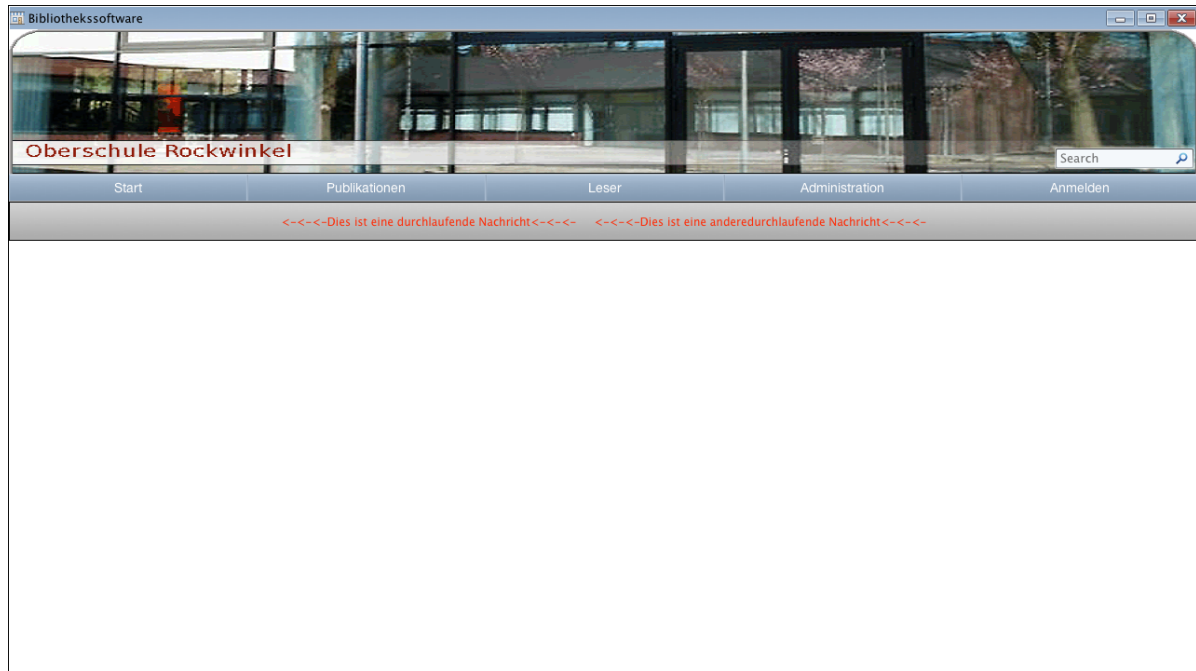 Bibliothekssoftware
Oberschule Rockwinkel
Search
Start Publikationen Leser Administration Anmelden
<-<-<-Dies ist eine durchlaufende Nachricht<-<-<- <-<-<-Dies ist eine anderedurchlaufende Nachricht<-<-<-